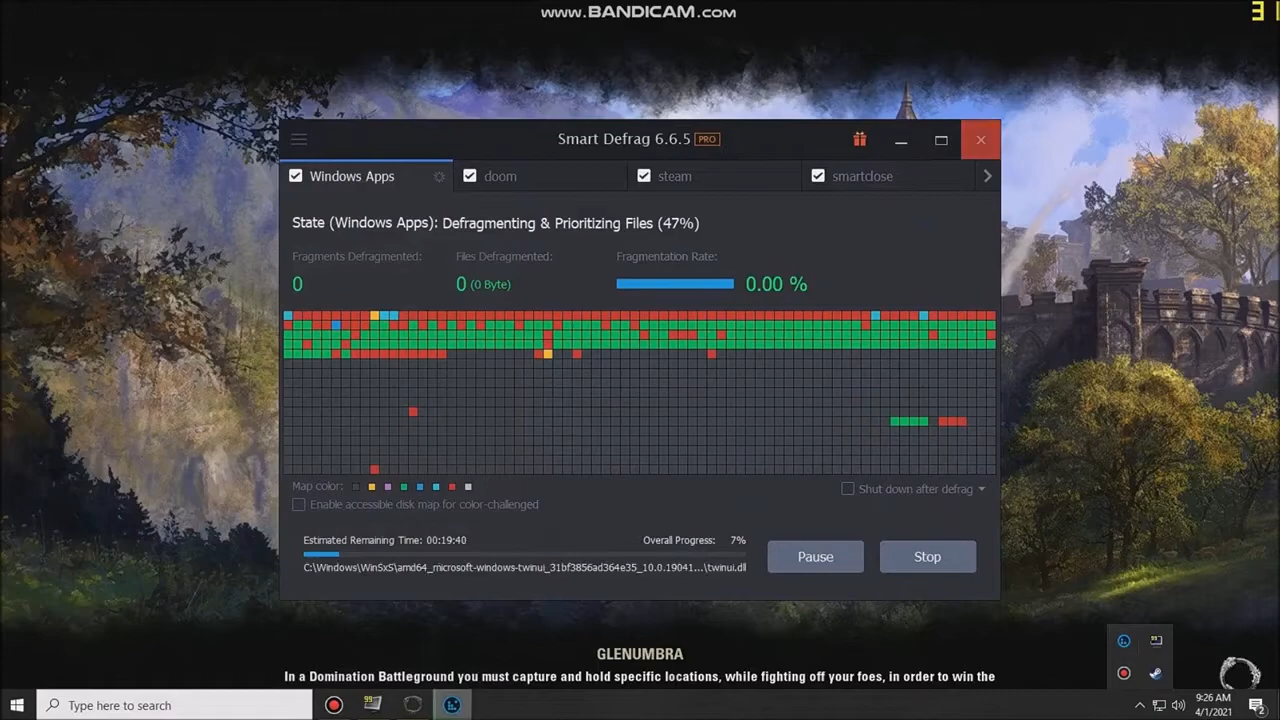 www.BANDICAM.com
31
Smart Defrag 6.6.5 PRO
Windows Apps
doom
steam
smartclose
State (Windows Apps): Defragmenting & Prioritizing Files (47%)
Fragments Defragmented:
Files Defragmented:
Fragmentation Rate:
0
0 (0 Byte)
0.00 %
Map color:
Shut down after defrag
Enable accessible disk map for color-challenged
Estimated Remaining Time: 00:19:40
Overall Progress: 7%
C:\Windows\WinSxS\amd64_microsoft-windows-twinui_31bf3856ad364e35_10.0.19041...\twinui.dll
Pause
Stop
GLENUMBRA
In a Domination Battleground you must capture and hold specific locations, while fighting off your foes, in order to win the
Type here to search
99
9:26 AM
4/1/2021
2